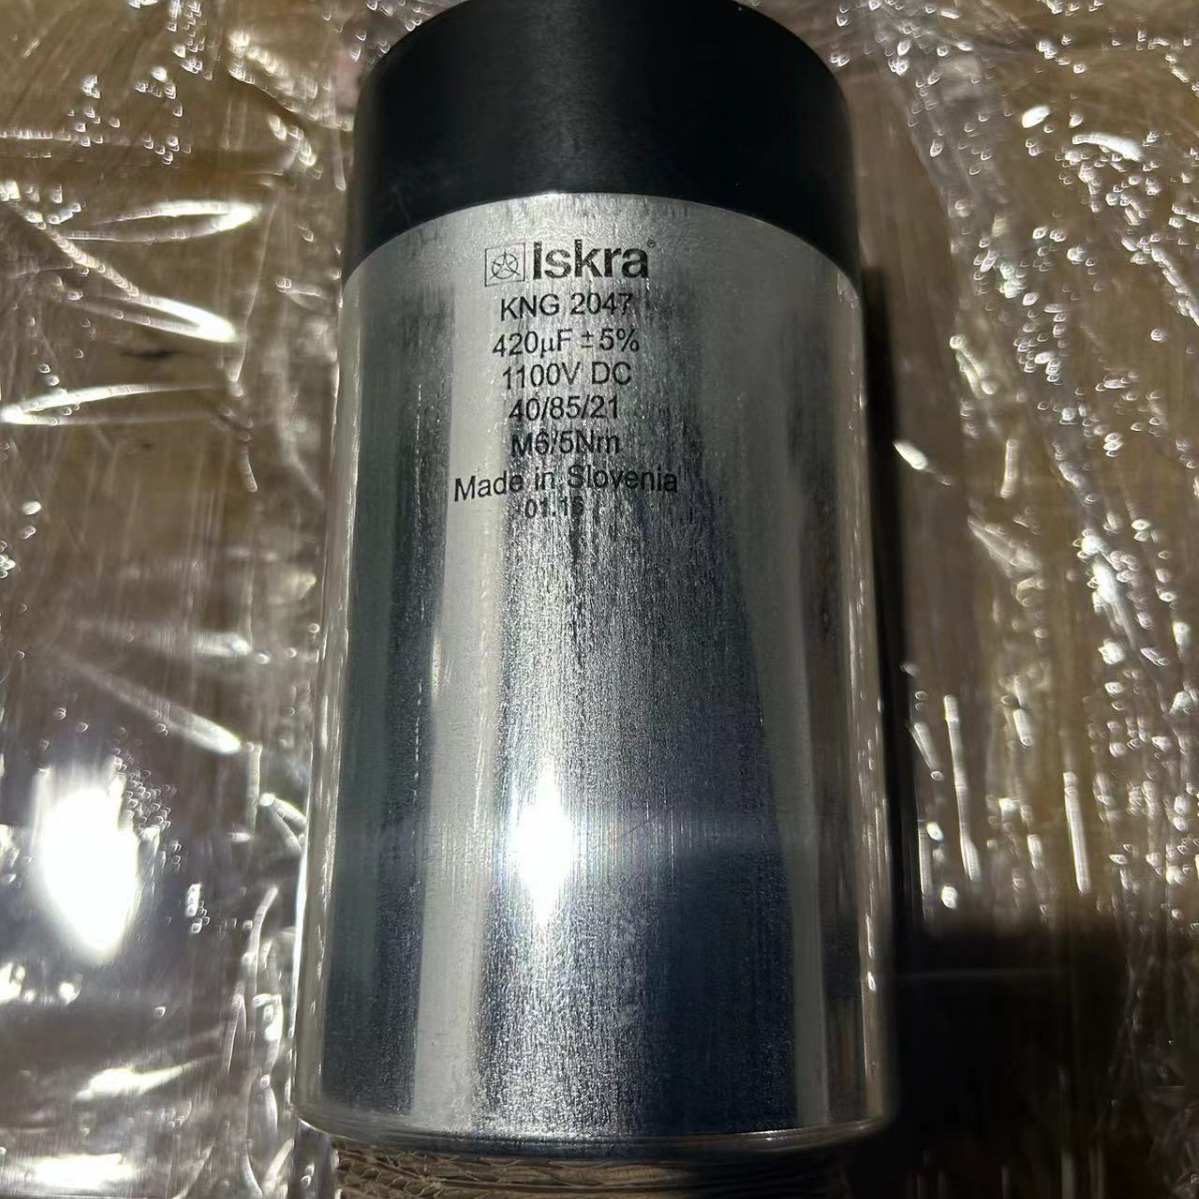 Iskra®
KNG 2047
420µF ±5%
1100V DC
40/85/21
M6/5Nm
Made in Slovenia
01.16